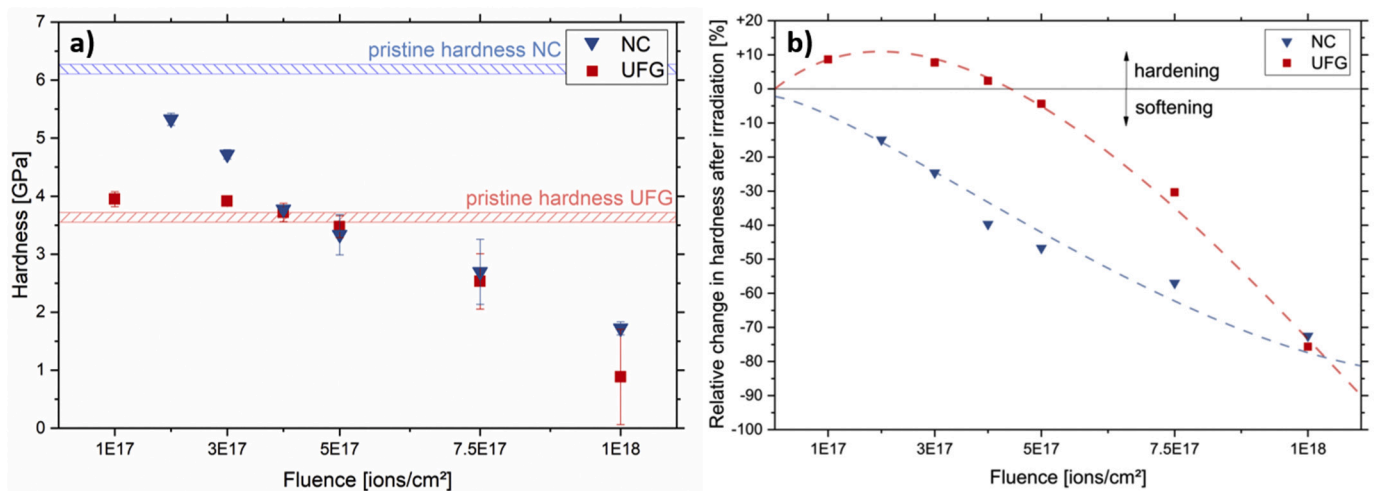 a)
pristine hardness NC
NC
UFG
pristine hardness UFG
7
6
5
4
3
2
1
0
Hardness [GPa]
1E17
3E17
5E17
7.5E17
1E18
Fluence [ions/cm²]
b)
NC
UFG
hardening
softening
+20
+10
0
-10
-20
-30
-40
-50
-60
-70
-80
-90
-100
Relative change in hardness after irradiation [%]
1E17
3E17
5E17
7.5E17
1E18
Fluence [ions/cm²]